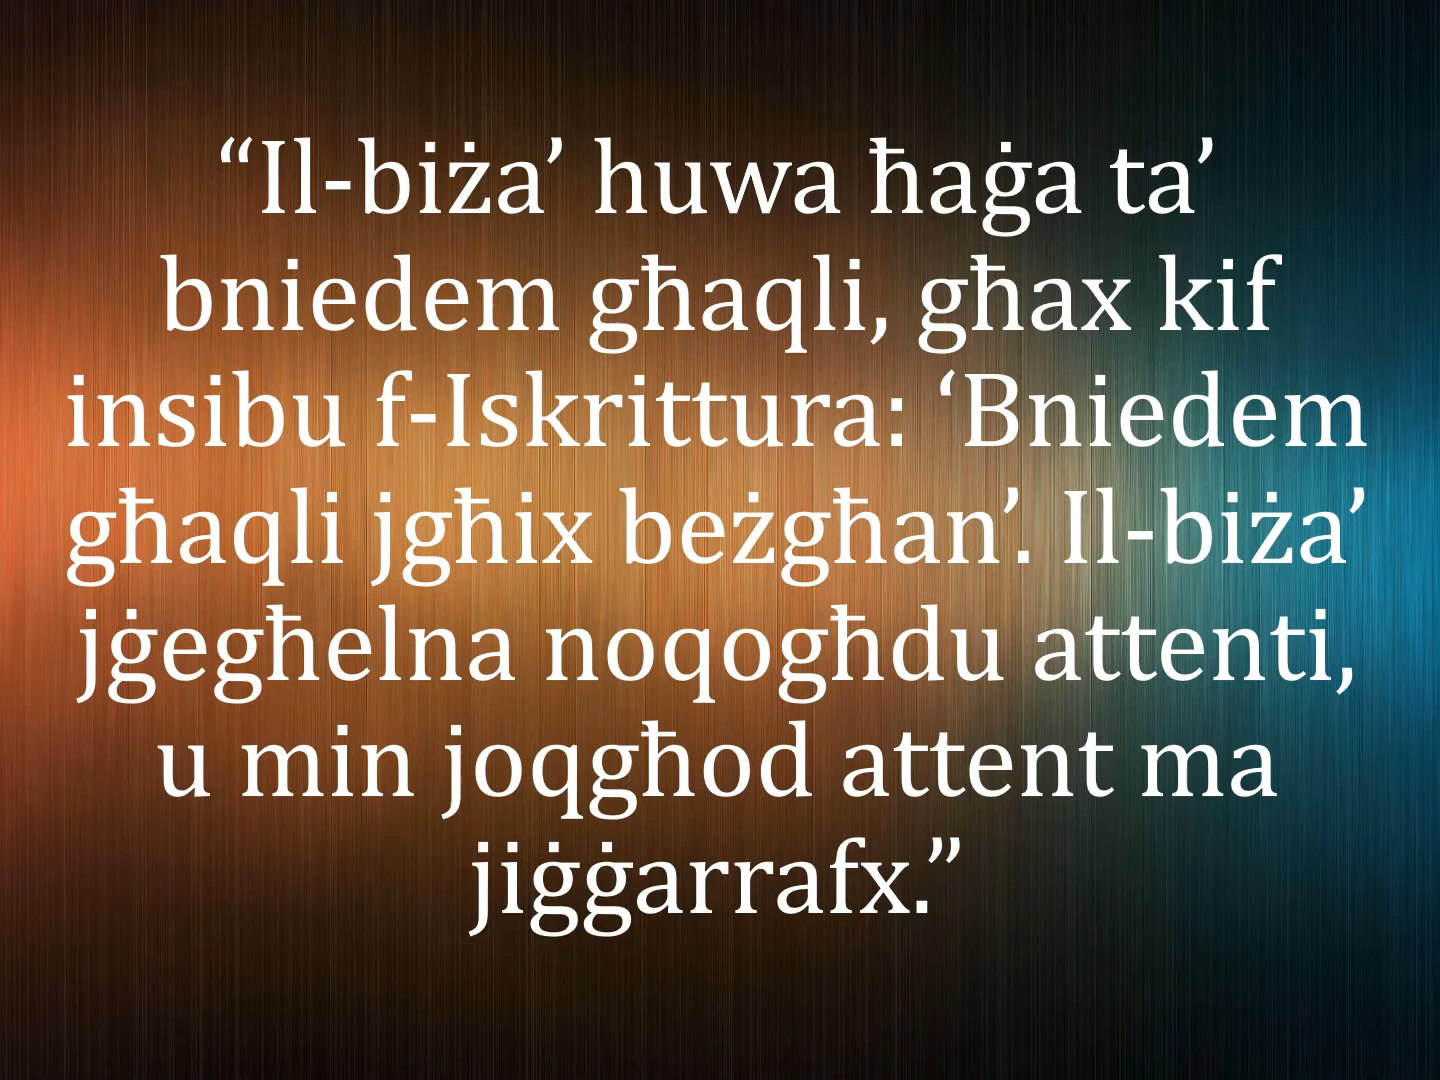 “Il-biża’ huwa ħaġa ta’
bniedem għaqli, għax kif
insibu f-Iskrittura: ‘Bniedem
għaqli jgħix beżgħan’. Il-biża’
jġegħelna noqogħdu attenti,
u min joqgħod attent ma
jiġġarrafx.”